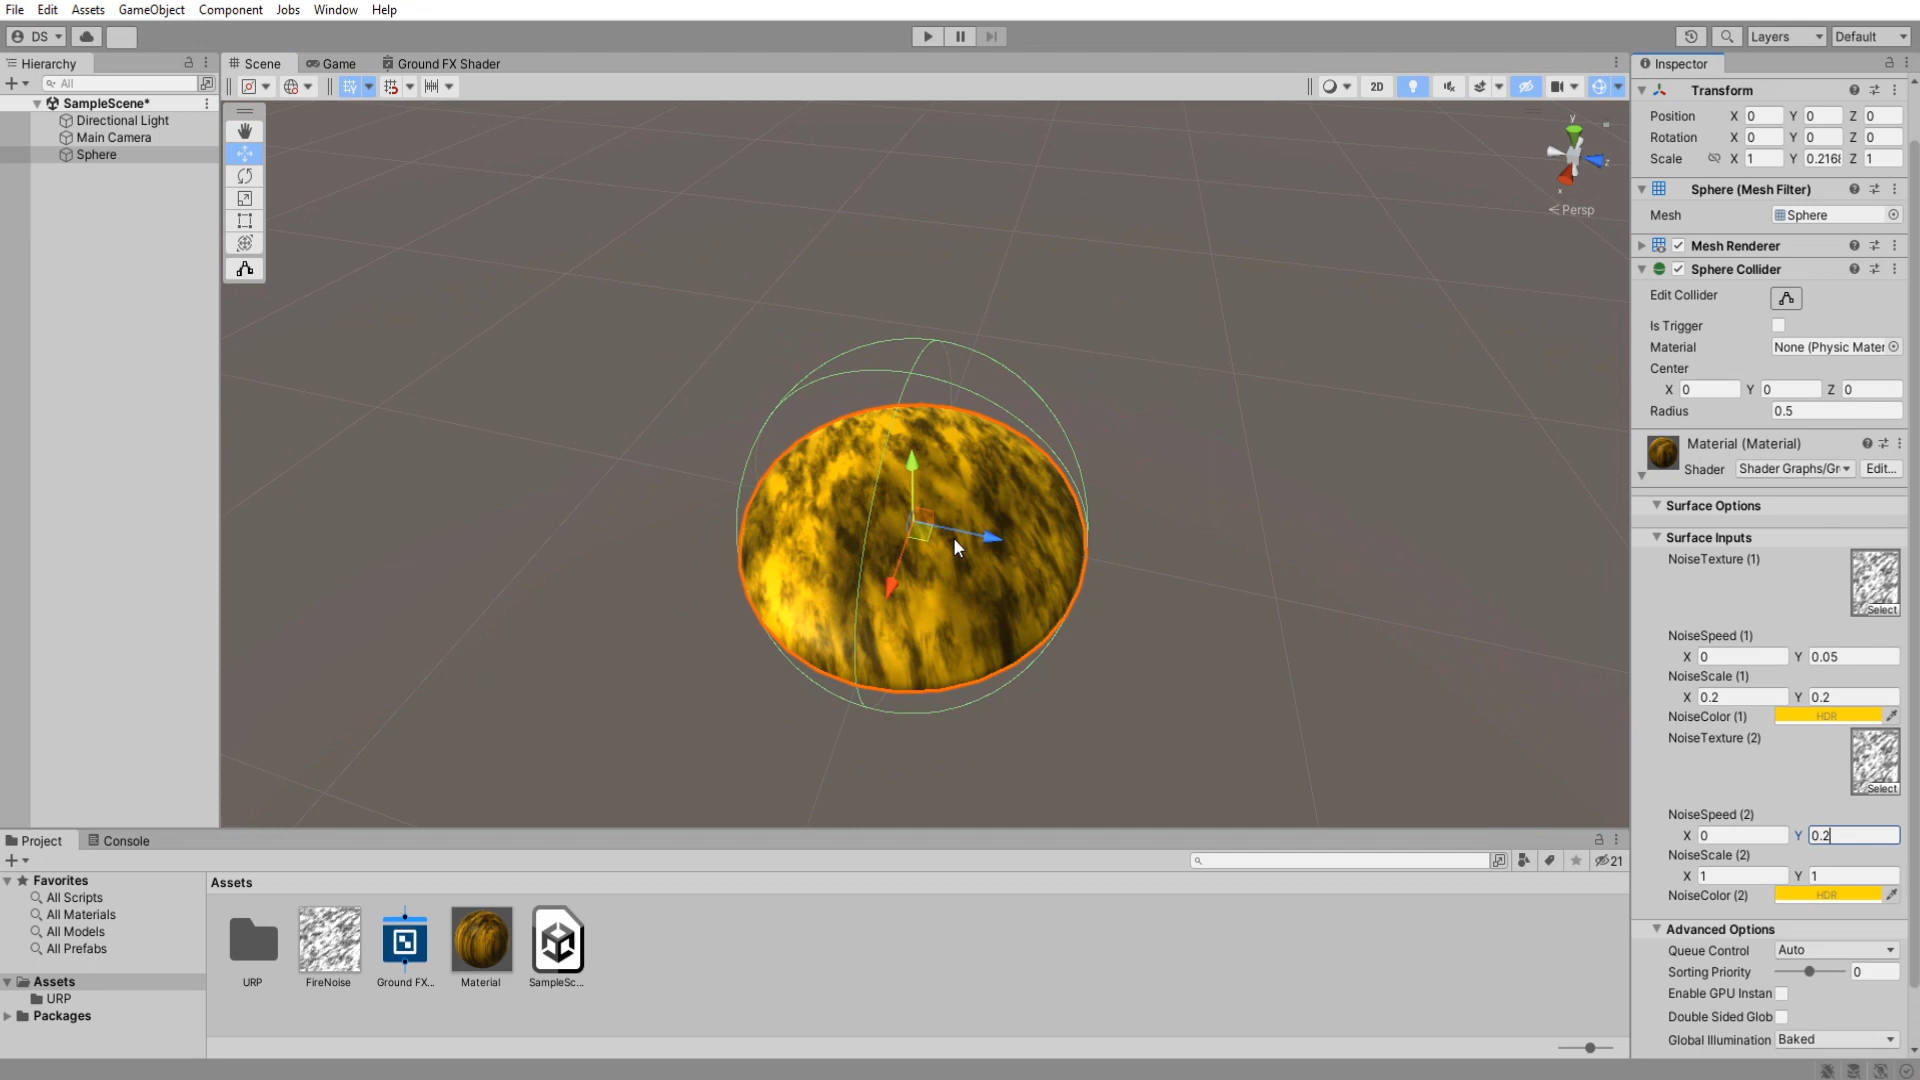 File Edit Assets GameObject Component Jobs Window Help
DS Layers Default
Hierarchy Scene Game Ground FX Shader Inspector
All 2D Transform
SampleScene*
Directional Light
Main Camera
Sphere
y
z
x
Persp
Position X 0 Y 0 Z 0
Rotation X 0 Y 0 Z 0
Scale X 1 Y 0.2168 Z 1
Sphere (Mesh Filter)
Mesh Sphere
Mesh Renderer
Sphere Collider
Edit Collider
Is Trigger
Material None (Physic Mater
Center
X 0 Y 0 Z 0
Radius 0.5
Material (Material)
Shader Shader Graphs/Gr Edit...
Surface Options
Surface Inputs
NoiseTexture (1)
Select
NoiseSpeed (1)
X 0 Y 0.05
NoiseScale (1)
X 0.2 Y 0.2
NoiseColor (1) HDR
NoiseTexture (2)
Select
NoiseSpeed (2)
X 0 Y 0.2
NoiseScale (2)
X 1 Y 1
NoiseColor (2) HDR
Advanced Options
Queue Control Auto
Sorting Priority 0
Enable GPU Instan
Double Sided Glob
Global Illumination Baked
Project Console
21
Favorites
All Scripts
All Materials
All Models
All Prefabs
Assets
URP
Packages
Assets
URP FireNoise Ground FX... Material SampleSc...